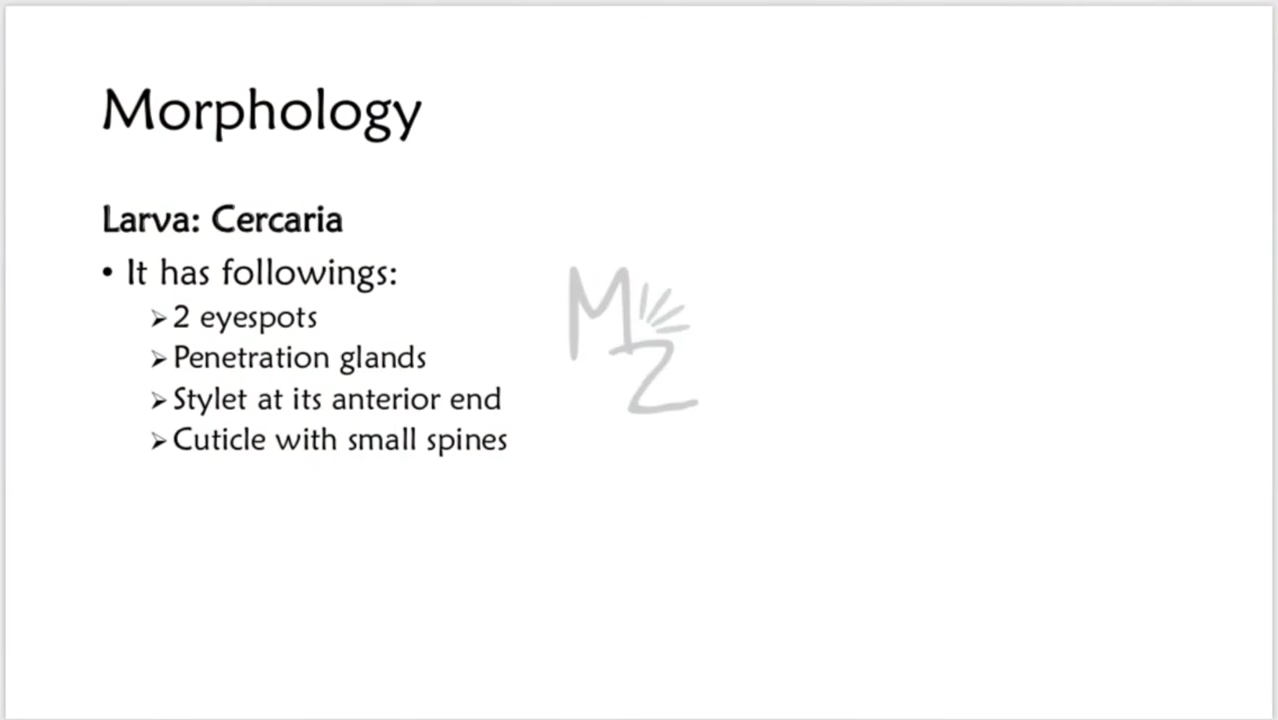 Morphology
Larva: Cercaria
• It has followings:
➢2 eyespots
➢Penetration glands
➢Stylet at its anterior end
➢Cuticle with small spines
MZ